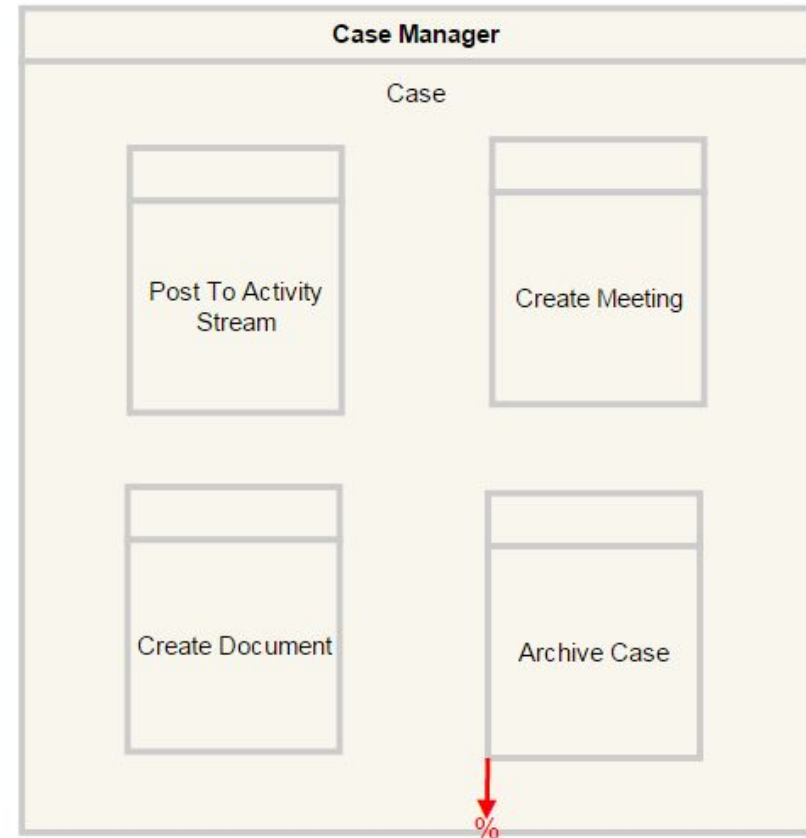 Case Manager
Case
Post To Activity
Stream
Create Meeting
Create Document
Archive Case
%